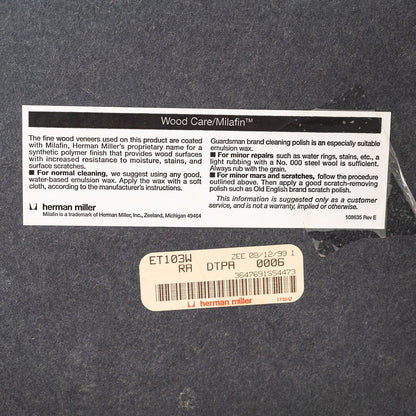 Wood Care/Milafin™
The fine wood veneers used on this product are coated
with Milafin, Herman Miller's proprietary name for a
synthetic polymer finish that provides wood surfaces
with increased resistance to moisture, stains, and
surface scratches.
■ For normal cleaning, we suggest using any good,
water-based emulsion wax. Apply the wax with a soft
cloth, according to the manufacturer's instructions.
herman miller
Milafin is a trademark of Herman Miller, Inc., Zeeland, Michigan 49464
Guardsman brand cleaning polish is an especially suitable
emulsion wax.
■ For minor repairs such as water rings, stains, etc., a
light rubbing with a No. 000 steel wool is sufficient.
Always rub with the grain.
■ For minor mars and scratches, follow the procedure
outlined above. Then apply a good scratch-removing
polish such as Old English brand scratch polish.
This information is suggested only as a customer
service, and is not a warranty, implied or otherwise.
108635 Rev E
ET103W ZEE 08/12/99 1
RA DTPA 0006
3647691SS4473
herman miller